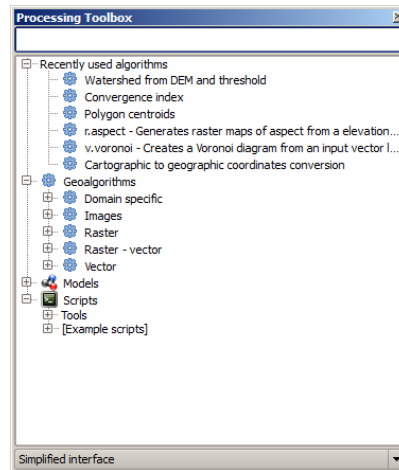 Processing Toolbox
Recently used algorithms
Watershed from DEM and threshold
Convergence index
Polygon centroids
r.aspect - Generates raster maps of aspect from a elevation...
v.voronoi - Creates a Voronoi diagram from an input vector l...
Cartographic to geographic coordinates conversion
Geoalgorithms
Domain specific
Images
Raster
Raster - vector
Vector
Models
Scripts
Tools
[Example scripts]
Simplified interface